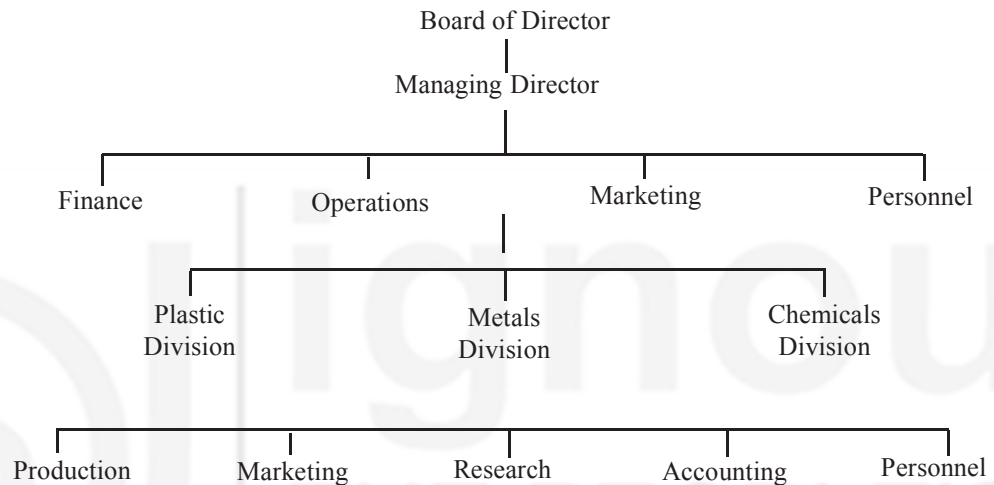 Board of Director
Managing Director
Finance
Operations
Marketing
Personnel
Plastic
Division
Metals
Division
Chemicals
Division
Production
Marketing
Research
Accounting
Personnel
ignou